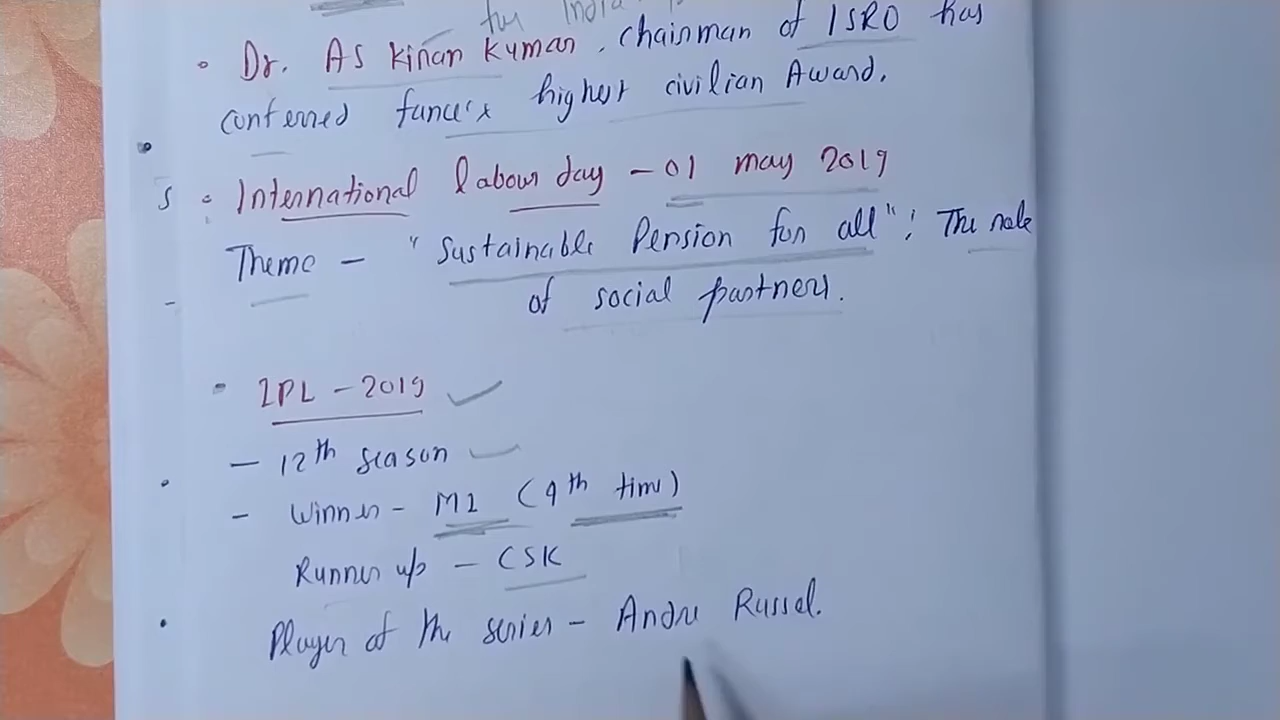 for India
• Dr. AS Kiran Kumar, chairman of ISRO has
conferred france's highest civilian Award.
• International labour day - 01 may 2019
Theme - "Sustainable Pension for all"; The role
of social partners.
• IPL - 2019
- 12th season
- Winner - MI (4th time)
Runner up - CSK
Player of the series - Andre Russel.